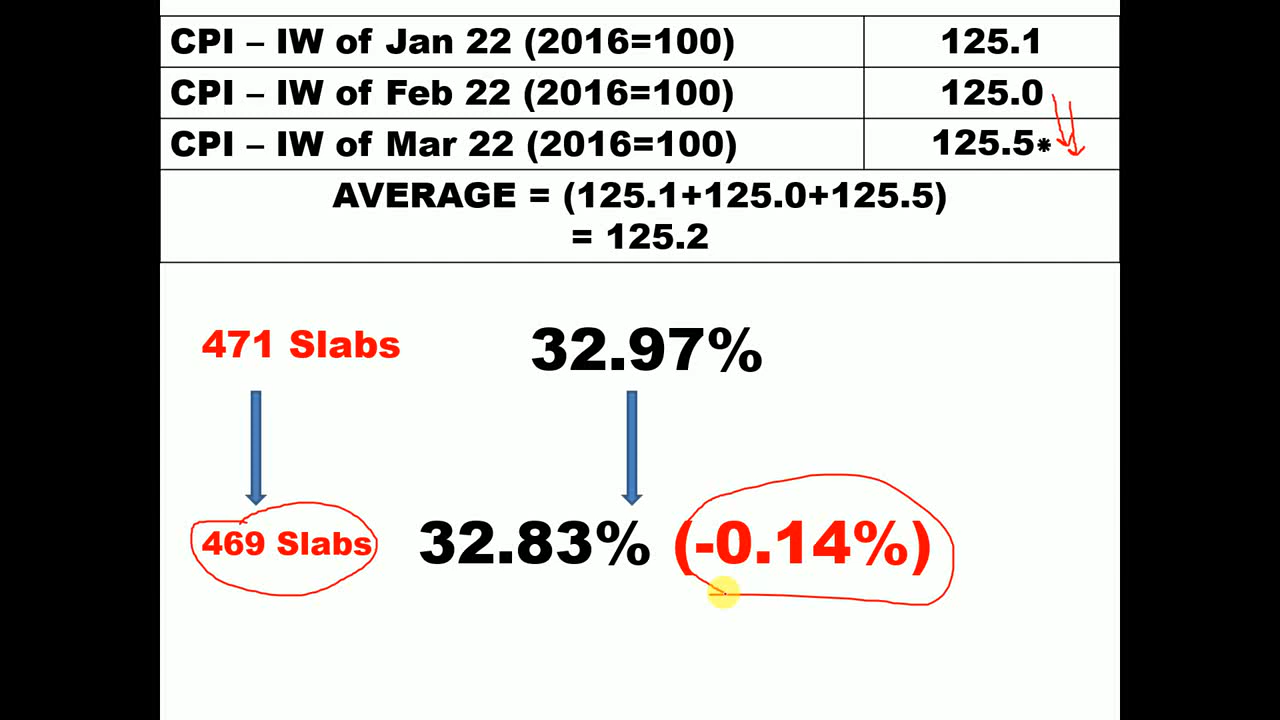 CPI – IW of Jan 22 (2016=100) 125.1
CPI – IW of Feb 22 (2016=100) 125.0
CPI – IW of Mar 22 (2016=100) 125.5*
AVERAGE = (125.1+125.0+125.5)
= 125.2
471 Slabs 32.97%
469 Slabs 32.83% (-0.14%)